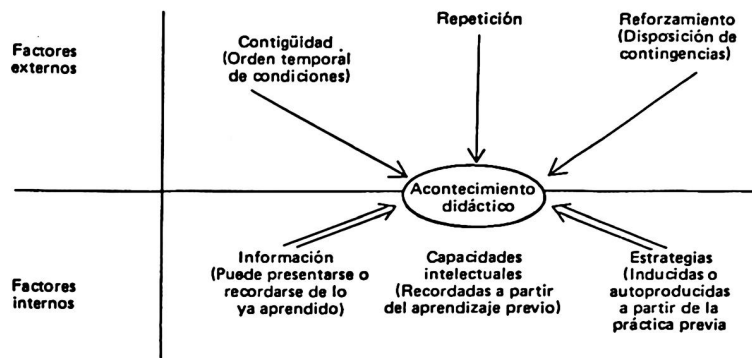 Factores
externos
Contigüidad
(Orden temporal
de condiciones)
Repetición
Reforzamiento
(Disposición de
contingencias)
Acontecimiento
didáctico
Factores
internos
Información
(Puede presentarse o
recordarse de lo
ya aprendido)
Capacidades
intelectuales
(Recordadas a partir
del aprendizaje previo)
Estrategias
(Inducidas o
autoproducidas
a partir de la
práctica previa